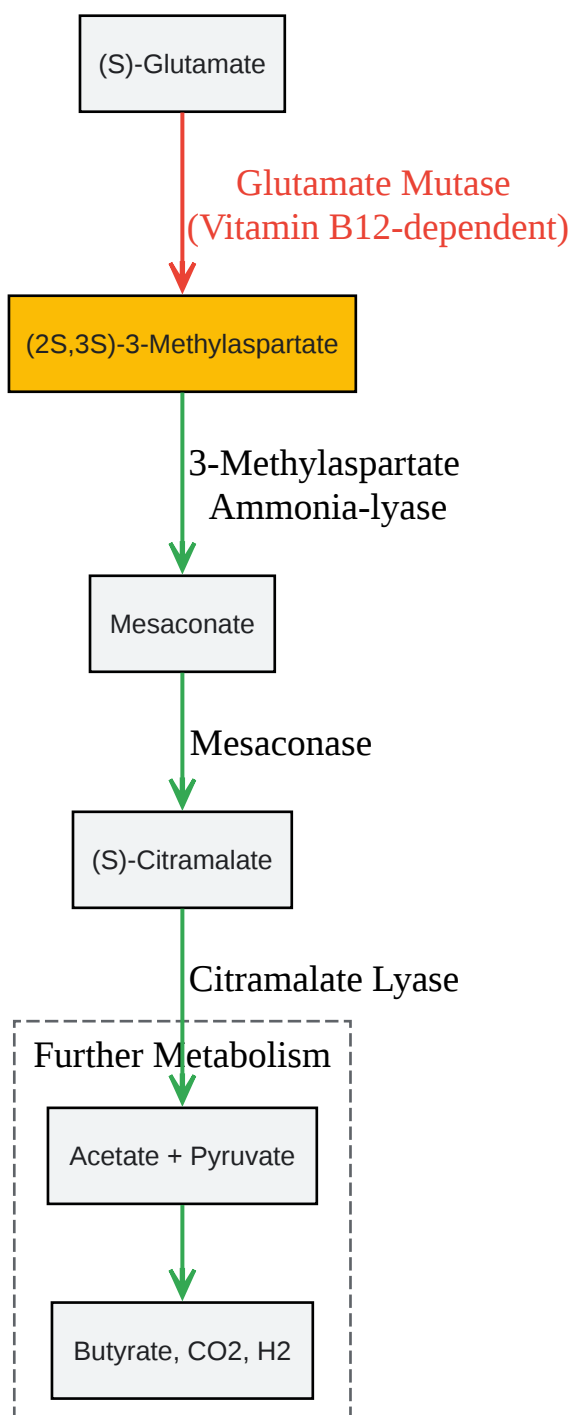 (S)-Glutamate
Glutamate Mutase
(Vitamin B12-dependent)
(2S,3S)-3-Methylaspartate
3-Methylaspartate
Ammonia-lyase
Mesaconate
Mesaconase
(S)-Citramalate
Citramalate Lyase
Further Metabolism
Acetate + Pyruvate
Butyrate, CO2, H2